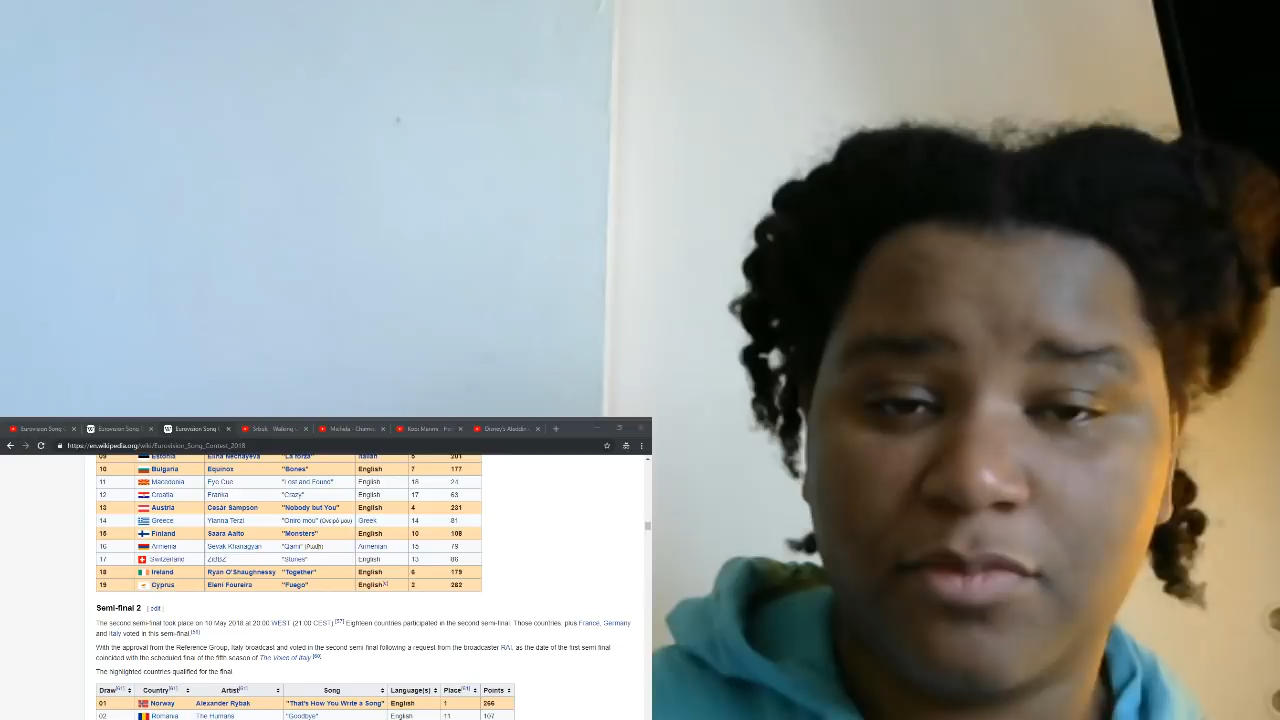 Eurovision Song
Eurovision
Eurovision
Michela - Chame
Disney's Aladdin
https://en.wikipedia.org/wiki/Eurovision_Song_Contest_2018
Estonia Elina Nechayeva "La forza" Italian 5 201
10 Bulgaria Equinox "Bones" English 7 177
11 Macedonia Eye Cue "Lost and Found" English 18 24
12 Croatia Franka "Crazy" English 17 63
13 Austria Cesár Sampson "Nobody but You" English 4 231
14 Greece Yianna Terzi "Oniro mou" (Όνειρό μου) Greek 14 81
15 Finland Saara Aalto "Monsters" English 10 108
16 Armenia Sevak Khanagyan "Qami" (Քամի) Armenian 15 79
17 Switzerland ZiBBZ "Stones" English 13 86
18 Ireland Ryan O'Shaughnessy "Together" English 6 179
19 Cyprus Eleni Foureira "Fuego" English 2 262
Semi-final 2 [edit]
The second semi-final took place on 10 May 2018 at 20:00 WEST (21:00 CEST).[57] Eighteen countries participated in the second semi-final. Those countries, plus France, Germany
and Italy voted in this semi-final.
With the approval from the Reference Group, Italy broadcast and voted in the second semi final following a request from the broadcaster RAI, as the date of the first semi final
coincided with the scheduled final of the fifth season of The Voice of Italy
The highlighted countries qualified for the final
Draw[61] Country[61] Artist[61] Song Language(s) Place[61] Points
01 Norway Alexander Rybak "That's How You Write a Song" English 1 266
02 Romania The Humans "Goodbye" English 11 107